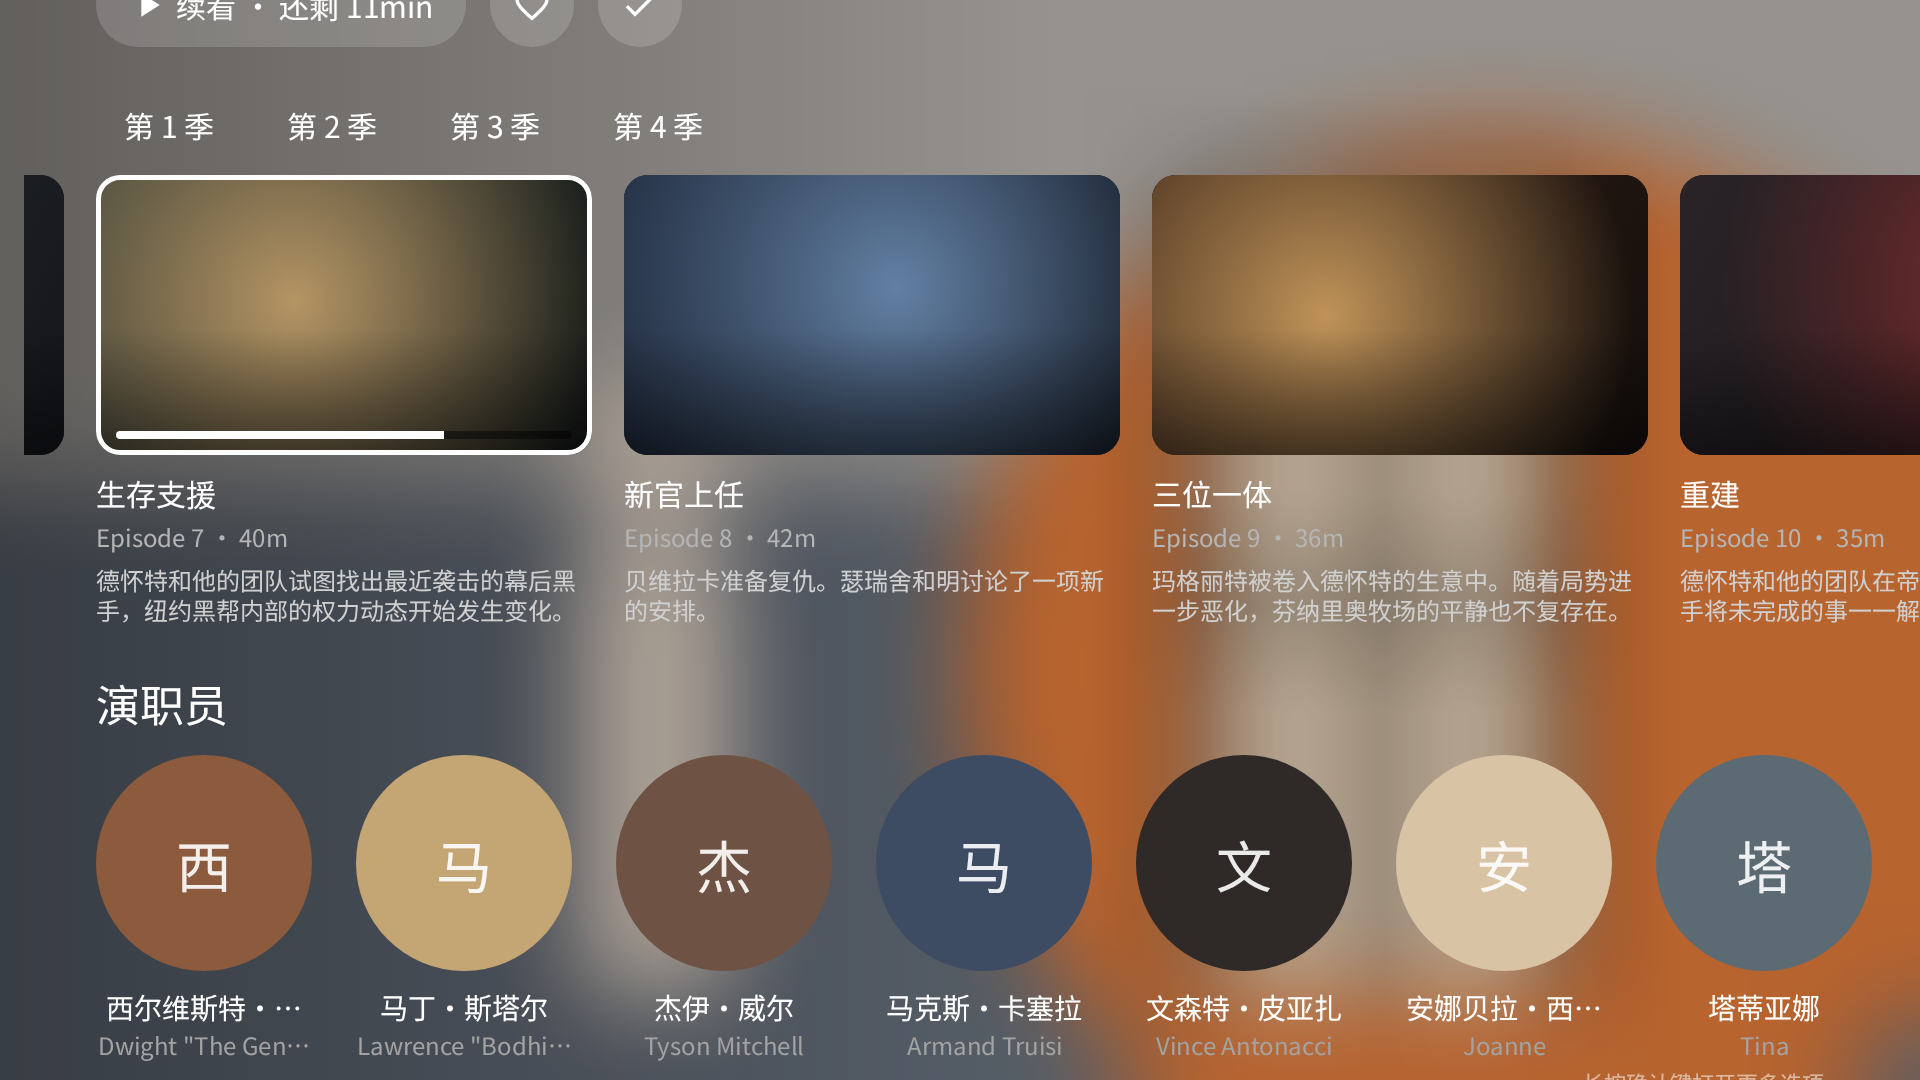 续看 · 还剩 11min
第 1 季
第 2 季
第 3 季
第 4 季
生存支援
Episode 7 · 40m
德怀特和他的团队试图找出最近袭击的幕后黑
手，纽约黑帮内部的权力动态开始发生变化。
新官上任
Episode 8 · 42m
贝维拉卡准备复仇。瑟瑞舍和明讨论了一项新
的安排。
三位一体
Episode 9 · 36m
玛格丽特被卷入德怀特的生意中。随着局势进
一步恶化，芬纳里奥牧场的平静也不复存在。
重建
Episode 10 · 35m
德怀特和他的团队在帝
手将未完成的事一一解
演职员
西
西尔维斯特·…
Dwight "The Gen…
马
马丁·斯塔尔
Lawrence "Bodhi…
杰
杰伊·威尔
Tyson Mitchell
马
马克斯·卡塞拉
Armand Truisi
文
文森特·皮亚扎
Vince Antonacci
安
安娜贝拉·西…
Joanne
塔
塔蒂亚娜
Tina
长按确认键打开更多选项